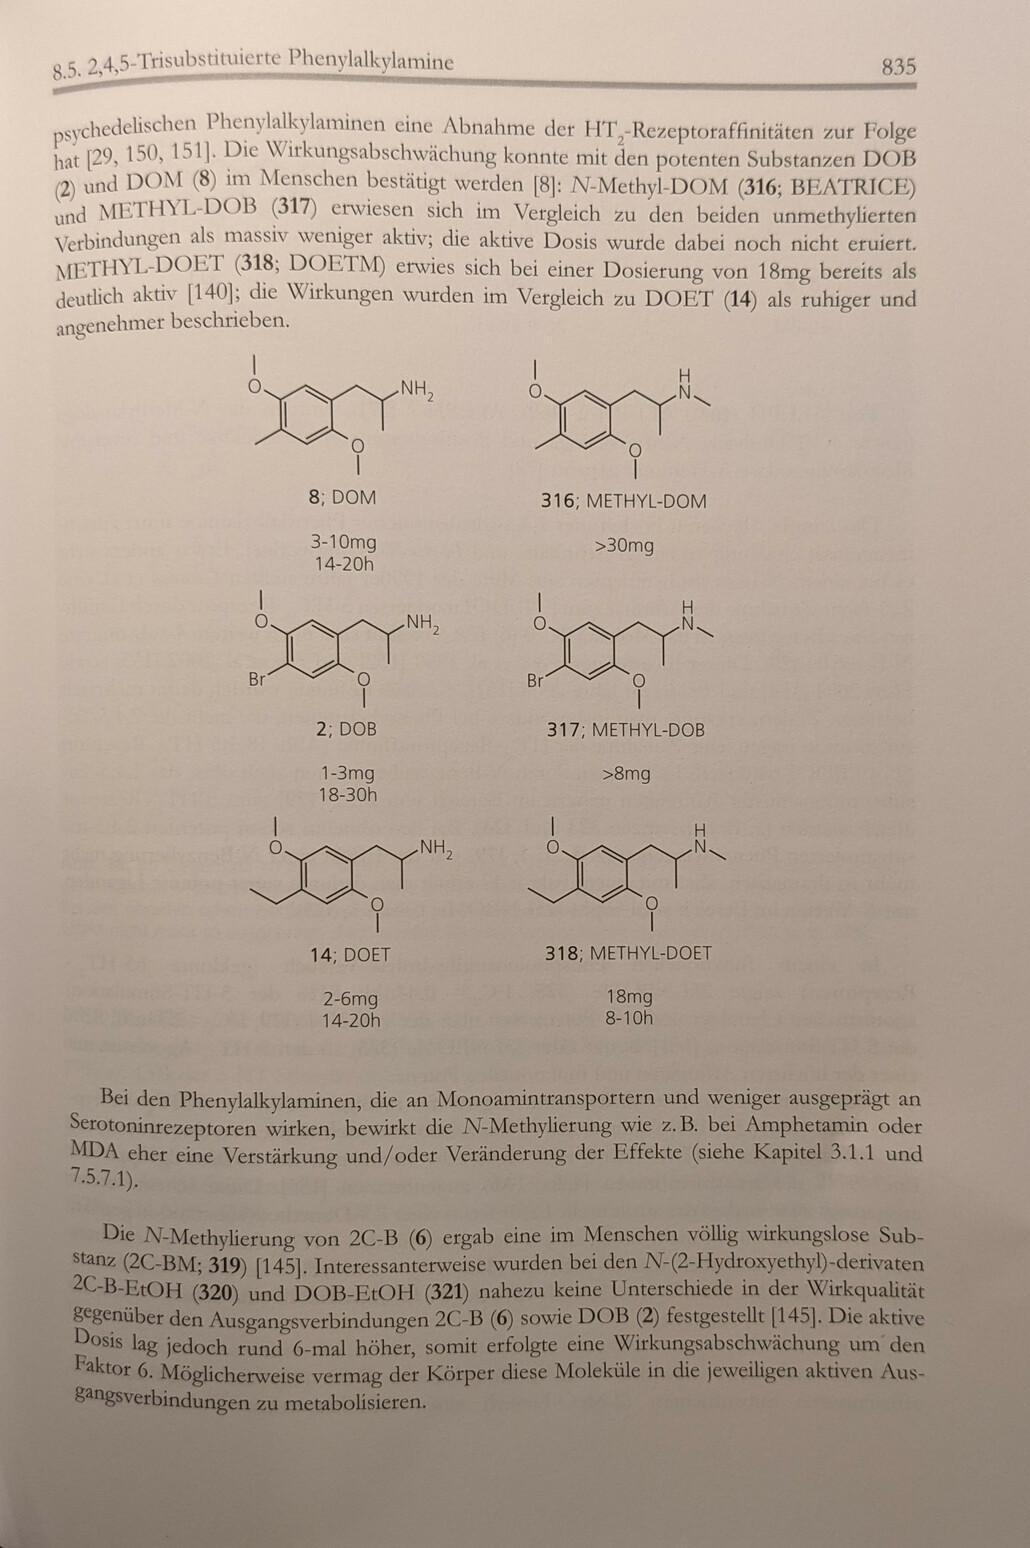 8.5. 2,4,5-Trisubstituierte Phenylalkylamine 835
psychedelischen Phenylalkylaminen eine Abnahme der HT₂-Rezeptoraffinitäten zur Folge
hat [29, 150, 151]. Die Wirkungsabschwächung konnte mit den potenten Substanzen DOB
(2) und DOM (8) im Menschen bestätigt werden [8]: N-Methyl-DOM (316; BEATRICE)
und METHYL-DOB (317) erwiesen sich im Vergleich zu den beiden unmethylierten
Verbindungen als massiv weniger aktiv; die aktive Dosis wurde dabei noch nicht eruiert.
METHYL-DOET (318; DOETM) erwies sich bei einer Dosierung von 18mg bereits als
deutlich aktiv [140]; die Wirkungen wurden im Vergleich zu DOET (14) als ruhiger und
angenehmer beschrieben.
O NH₂ O
8; DOM
3-10mg
14-20h
O H N O
316; METHYL-DOM
>30mg
O NH₂ Br O
2; DOB
1-3mg
18-30h
O H N Br O
317; METHYL-DOB
>8mg
O NH₂ O
14; DOET
2-6mg
14-20h
O H N O
318; METHYL-DOET
18mg
8-10h
Bei den Phenylalkylaminen, die an Monoamintransportern und weniger ausgeprägt an
Serotoninrezeptoren wirken, bewirkt die N-Methylierung wie z. B. bei Amphetamin oder
MDA eher eine Verstärkung und/oder Veränderung der Effekte (siehe Kapitel 3.1.1 und
7.5.7.1).
Die N-Methylierung von 2C-B (6) ergab eine im Menschen völlig wirkungslose Sub-
stanz (2C-BM; 319) [145]. Interessanterweise wurden bei den N-(2-Hydroxyethyl)-derivaten
2C-B-EtOH (320) und DOB-EtOH (321) nahezu keine Unterschiede in der Wirkqualität
gegenüber den Ausgangsverbindungen 2C-B (6) sowie DOB (2) festgestellt [145]. Die aktive
Dosis lag jedoch rund 6-mal höher, somit erfolgte eine Wirkungsabschwächung um den
Faktor 6. Möglicherweise vermag der Körper diese Moleküle in die jeweiligen aktiven Aus-
gangsverbindungen zu metabolisieren.